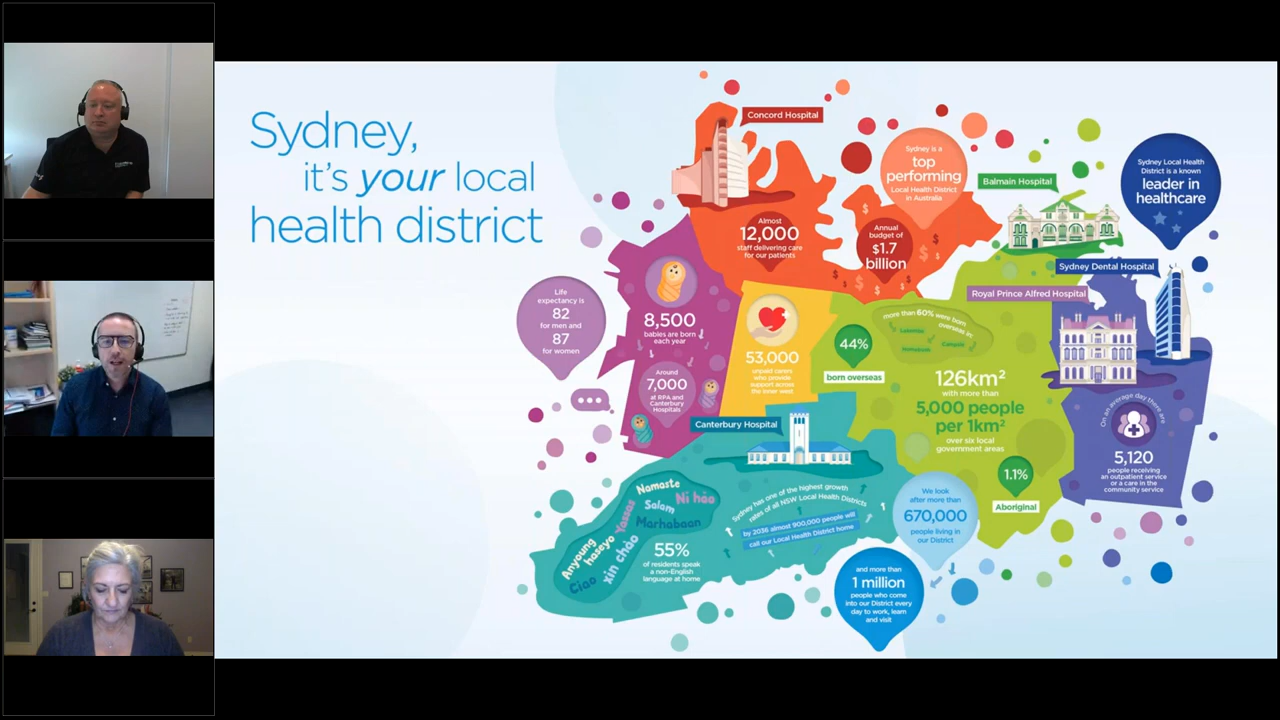 Sydney,
it's your local
health district
Concord Hospital
Almost
12,000
staff delivering care
for our patients
Sydney is a
top
performing
Local Health District
in Australia
Annual
budget of
$1.7
billion
Balmain Hospital
Sydney Local Health
District is a known
leader in
healthcare
Sydney Dental Hospital
Royal Prince Alfred Hospital
Life
expectancy is
82
for men and
87
for women
8,500
babies are born
each year
Around
7,000
at RPA and
Canterbury
Hospitals
53,000
unpaid carers
who provide
support across
the inner west
more than 60% were born
overseas in
Lakemba
Campsie
44%
born overseas
126km²
with more than
5,000 people
per 1km²
over six local
government areas
1.1%
Aboriginal
On an average day there are
5,120
people receiving
an outpatient service
or a care in the
community service
Canterbury Hospital
Namaste
Ni hao
Salam
Yassas
Marhabaan
Anyoung
haseyo
xin chào
Ciao
55%
of residents speak
a non-English
language at home
Sydney has one of the highest growth
rates of all NSW Local Health Districts
by 2036 almost 900,000 people will
call our Local Health District home
We look
after more than
670,000
people living in
our District
and more than
1 million
people who come
into our District every
day to work, learn
and visit